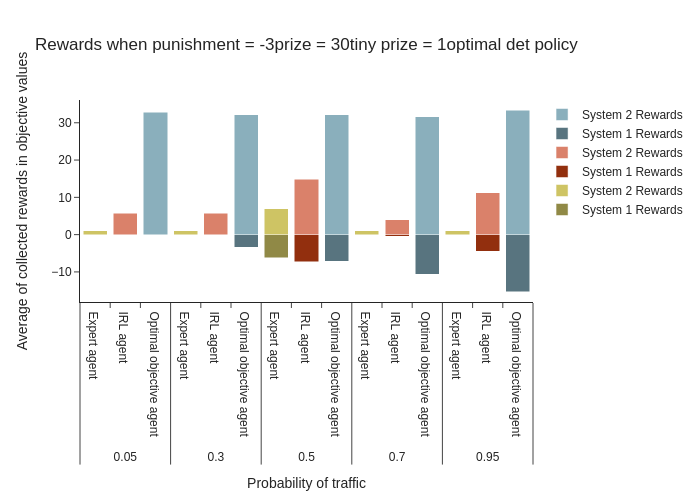 Rewards when punishment = -3prize = 30tiny prize = 1optimal det policy
Average of collected rewards in objective values
30
20
10
0
−10
System 2 Rewards
System 1 Rewards
System 2 Rewards
System 1 Rewards
System 2 Rewards
System 1 Rewards
Expert agent
IRL agent
Optimal objective agent
Expert agent
IRL agent
Optimal objective agent
Expert agent
IRL agent
Optimal objective agent
Expert agent
IRL agent
Optimal objective agent
Expert agent
IRL agent
Optimal objective agent
0.05
0.3
0.5
0.7
0.95
Probability of traffic